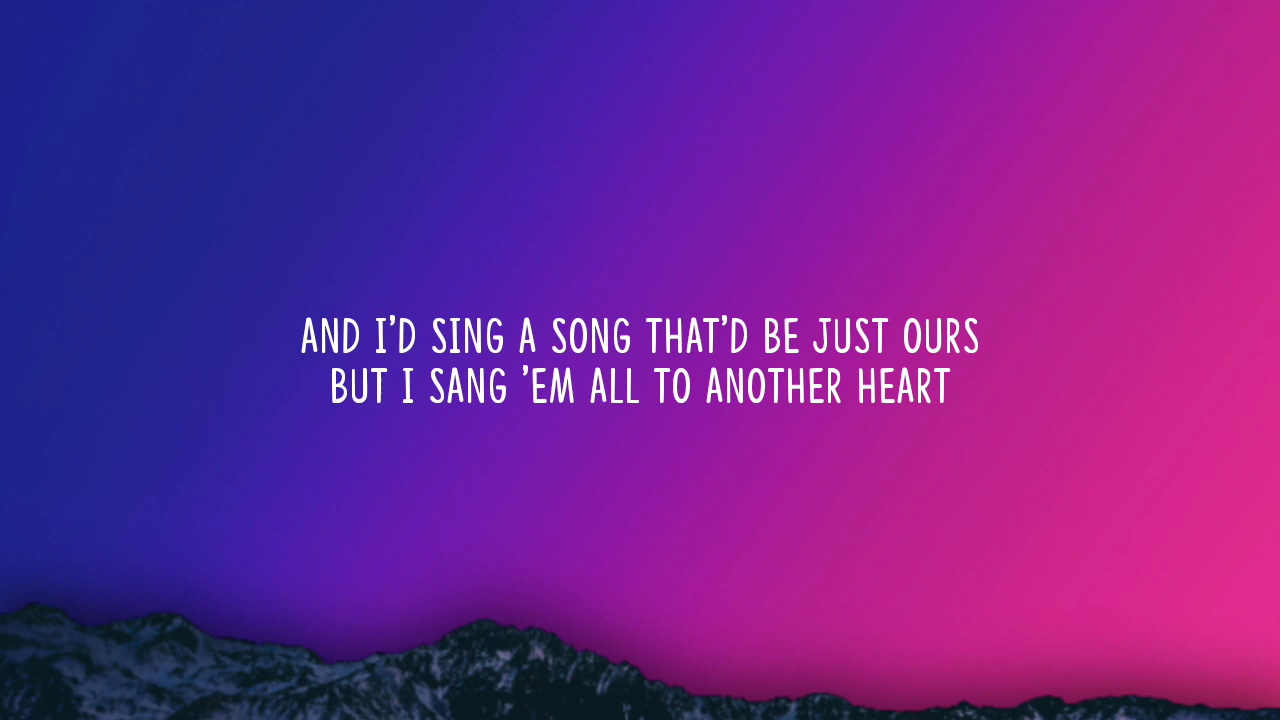 AND I'D SING A SONG THAT'D BE JUST OURS
BUT I SANG 'EM ALL TO ANOTHER HEART